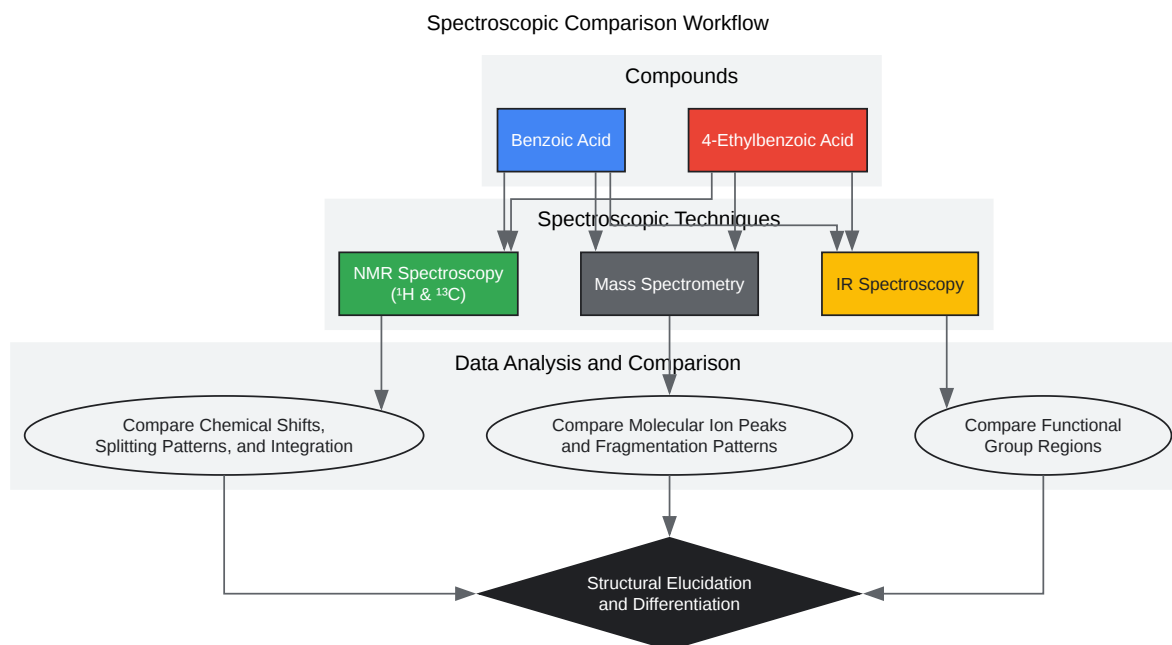 Spectroscopic Comparison Workflow
Compounds
Benzoic Acid
4-Ethylbenzoic Acid
Spectroscopic Techniques
NMR Spectroscopy
(¹H & ¹³C)
Mass Spectrometry
IR Spectroscopy
Data Analysis and Comparison
Compare Chemical Shifts,
Splitting Patterns, and Integration
Compare Molecular Ion Peaks
and Fragmentation Patterns
Compare Functional
Group Regions
Structural Elucidation
and Differentiation